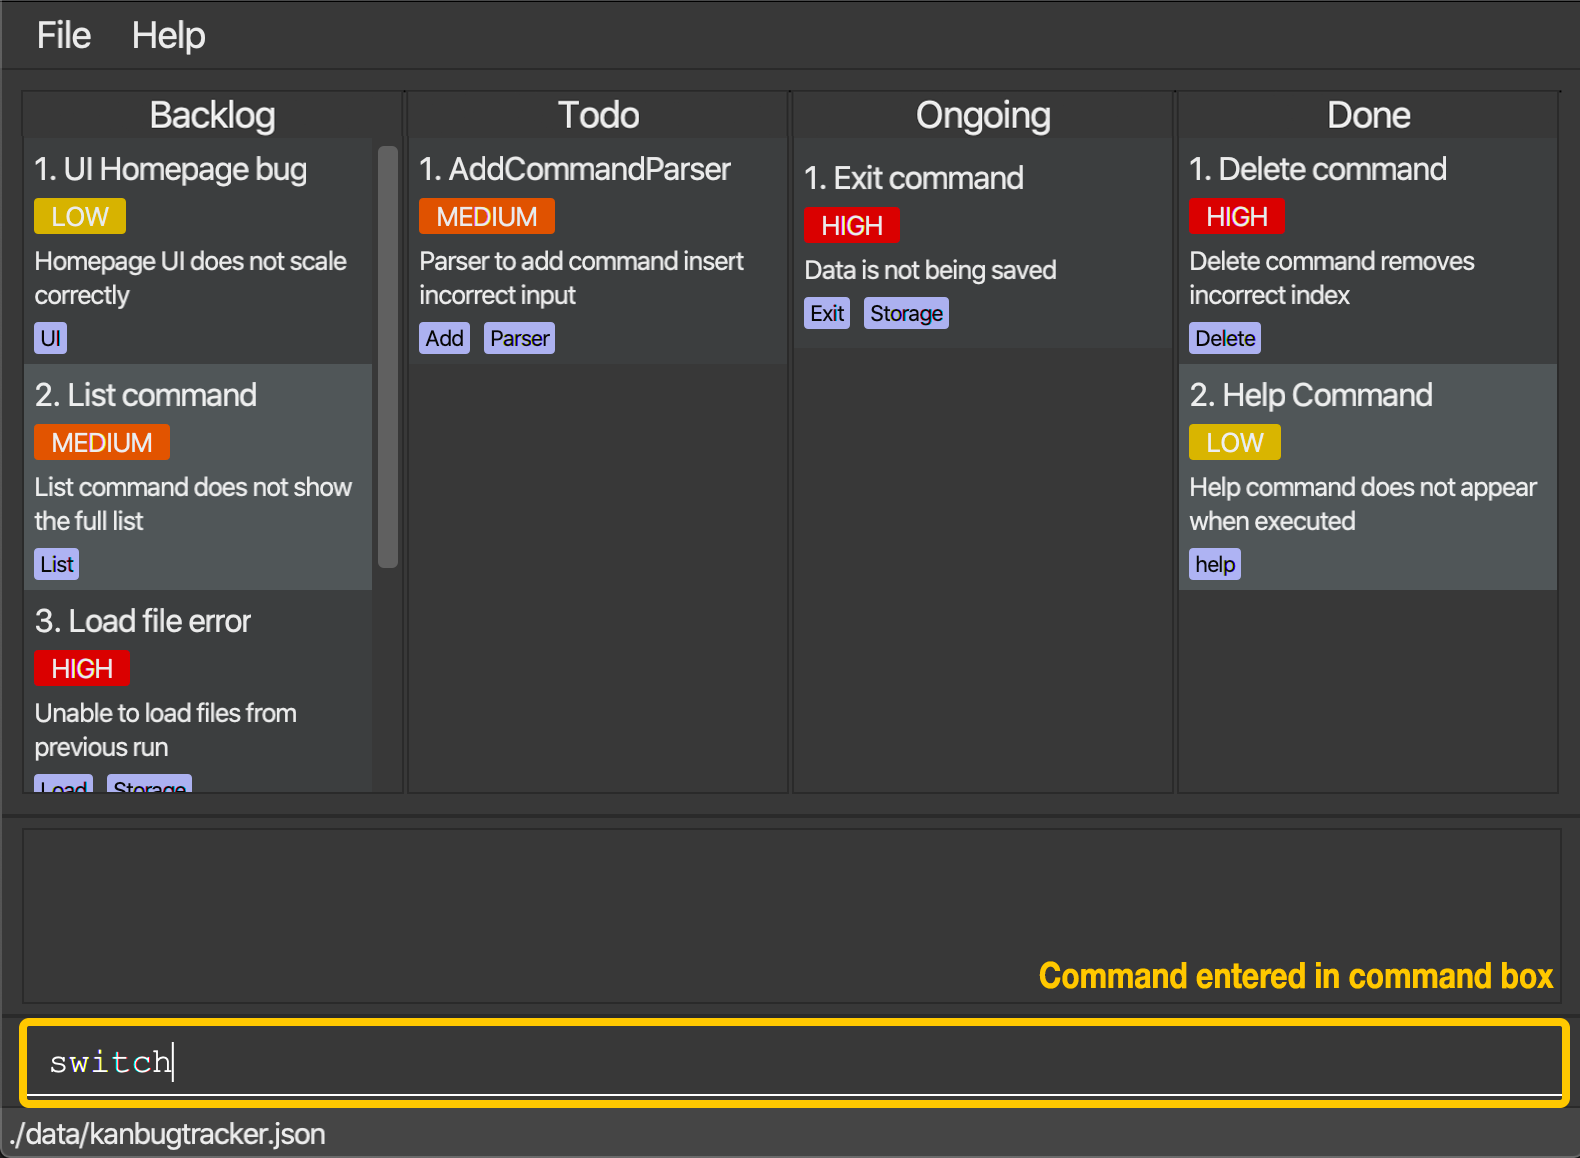 File Help
Backlog
1. UI Homepage bug
LOW
Homepage UI does not scale
correctly
UI
2. List command
MEDIUM
List command does not show
the full list
List
3. Load file error
HIGH
Unable to load files from
previous run
Load Storage
Todo
1. AddCommandParser
MEDIUM
Parser to add command insert
incorrect input
Add Parser
Ongoing
1. Exit command
HIGH
Data is not being saved
Exit Storage
Done
1. Delete command
HIGH
Delete command removes
incorrect index
Delete
2. Help Command
LOW
Help command does not appear
when executed
help
Command entered in command box
switch
./data/kanbugtracker.json